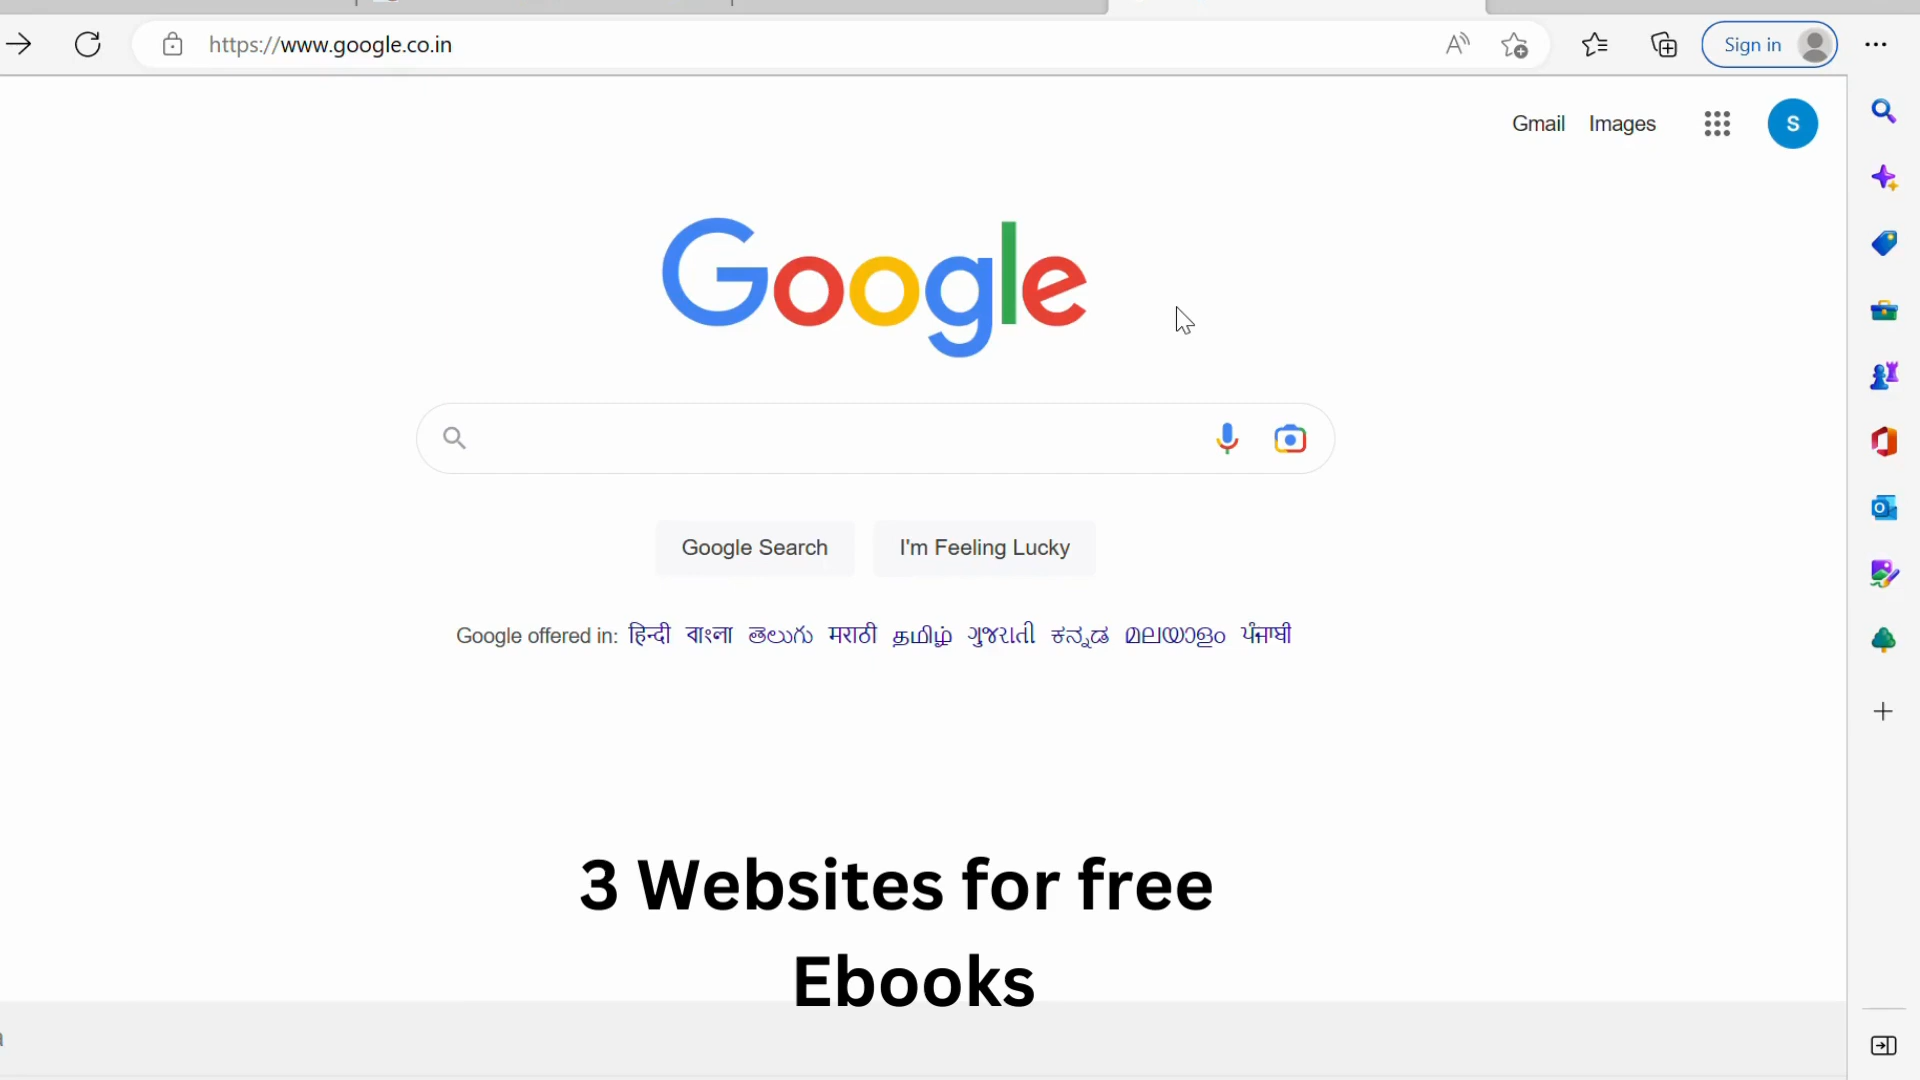 https://www.google.co.in
Sign in
Gmail Images
S
Google
Google Search I'm Feeling Lucky
Google offered in: हिन्दी বাংলা తెలుగు मराठी தமிழ் ગુજરાતી ಕನ್ನಡ മലയാളം ਪੰਜਾਬੀ
3 Websites for free
Ebooks